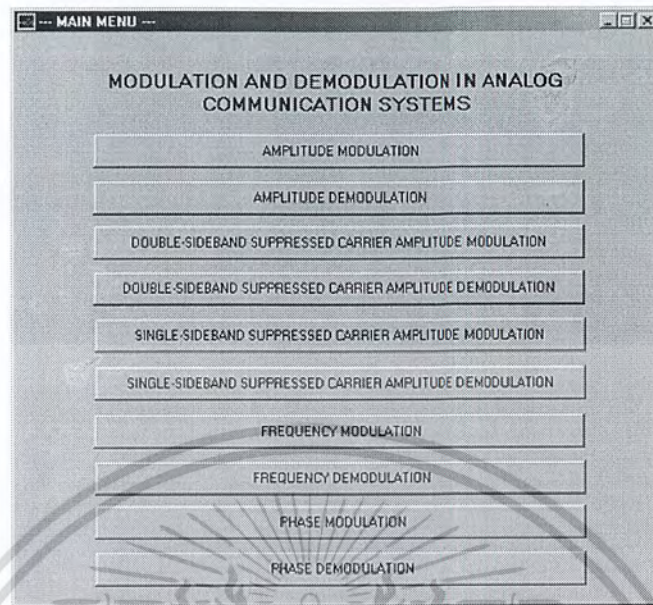 --- MAIN MENU ---
MODULATION AND DEMODULATION IN ANALOG
COMMUNICATION SYSTEMS
AMPLITUDE MODULATION
AMPLITUDE DEMODULATION
DOUBLE-SIDEBAND SUPPRESSED CARRIER AMPLITUDE MODULATION
DOUBLE-SIDEBAND SUPPRESSED CARRIER AMPLITUDE DEMODULATION
SINGLE-SIDEBAND SUPPRESSED CARRIER AMPLITUDE MODULATION
SINGLE-SIDEBAND SUPPRESSED CARRIER AMPLITUDE DEMODULATION
FREQUENCY MODULATION
FREQUENCY DEMODULATION
PHASE MODULATION
PHASE DEMODULATION